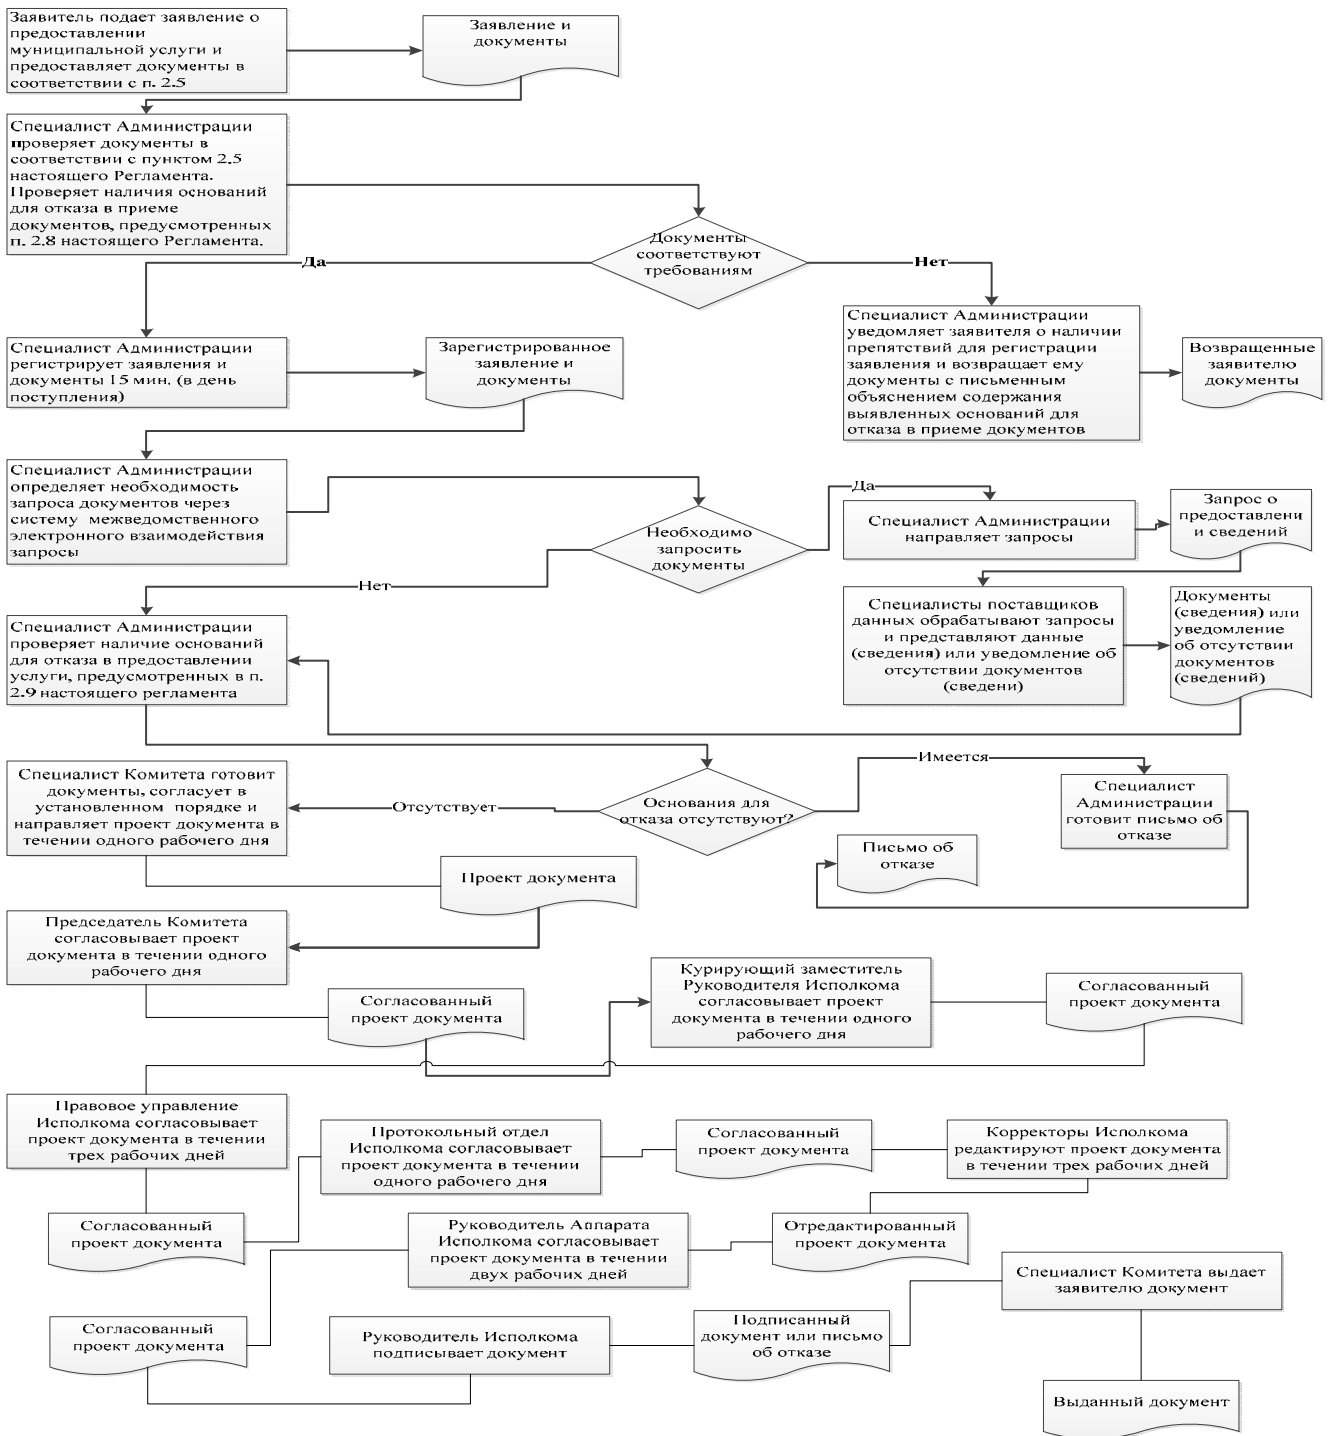 Заявитель подает заявление о
предоставлении
муниципальной услуги и
предоставляет документы в
соответствии с п. 2.5
Заявление и
документы
Специалист Администрации
проверяет документы в
соответствии с пунктом 2.5
настоящего Регламента.
Проверяет наличия оснований
для отказа в приеме
документов, предусмотренных
п. 2.8 настоящего Регламента.
Документы
соответствуют
требованиям
Да
Нет
Специалист Администрации
регистрирует заявления и
документы 15 мин. (в день
поступления)
Зарегистрированное
заявление и
документы
Специалист Администрации
уведомляет заявителя о наличии
препятствий для регистрации
заявления и возвращает ему
документы с письменным
объяснением содержания
выявленных оснований для
отказа в приеме документов
Возвращенные
заявителю
документы
Специалист Администрации
определяет необходимость
запроса документов через
систему  межведомственного
электронного взаимодействия
запросы
Необходимо
запросить
документы
Да
Специалист Администрации
направляет запросы
Запрос о
предоставлени
и сведений
Нет
Специалисты поставщиков
данных обрабатывают запросы
и представляют данные
(сведения) или уведомление об
отсутствии документов
(сведени)
Документы
(сведения) или
уведомление
об отсутствии
документов
(сведений)
Специалист Администрации
проверяет наличие оснований
для отказа в предоставлении
услуги, предусмотренных в п.
2.9 настоящего регламента
Основания для
отказа отсутствуют?
Имеется
Отсутствует
Специалист
Администрации
готовит письмо об
отказе
Письмо об
отказе
Специалист Комитета готовит
документы, согласует в
установленном  порядке и
направляет проект документа в
течении одного рабочего дня
Проект документа
Председатель Комитета
согласовывает проект
документа в течении одного
рабочего дня
Согласованный
проект документа
Курирующий заместитель
Руководителя Исполкома
согласовывает проект
документа в течении одного
рабочего дня
Согласованный
проект документа
Правовое управление
Исполкома согласовывает
проект документа в течении
трех рабочих дней
Согласованный
проект документа
Протокольный отдел
Исполкома согласовывает
проект документа в течении
одного рабочего дня
Согласованный
проект документа
Корректоры Исполкома
редактируют проект документа
в течении трех рабочих дней
Отредактированный
проект документа
Руководитель Аппарата
Исполкома согласовывает
проект документа в течении
двух рабочих дней
Согласованный
проект документа
Руководитель Исполкома
подписывает документ
Подписанный
документ или письмо
об отказе
Специалист Комитета выдает
заявителю документ
Выданный документ